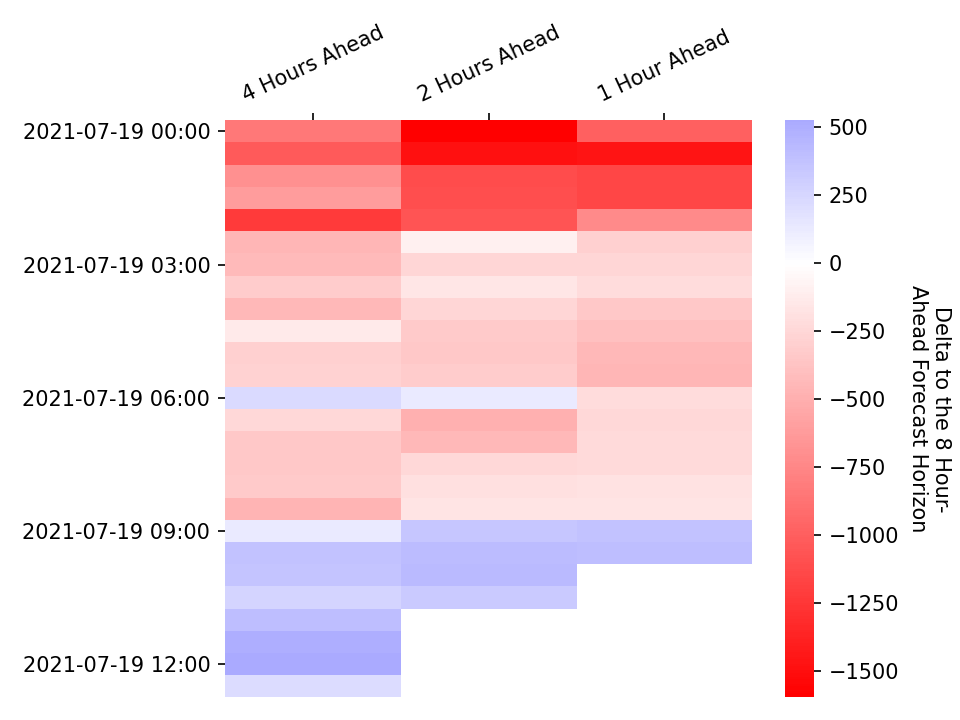 4 Hours Ahead
2 Hours Ahead
1 Hour Ahead
2021-07-19 00:00
2021-07-19 03:00
2021-07-19 06:00
2021-07-19 09:00
2021-07-19 12:00
500
250
0
−250
−500
−750
−1000
−1250
−1500
Delta to the 8 Hour-
Ahead Forecast Horizon